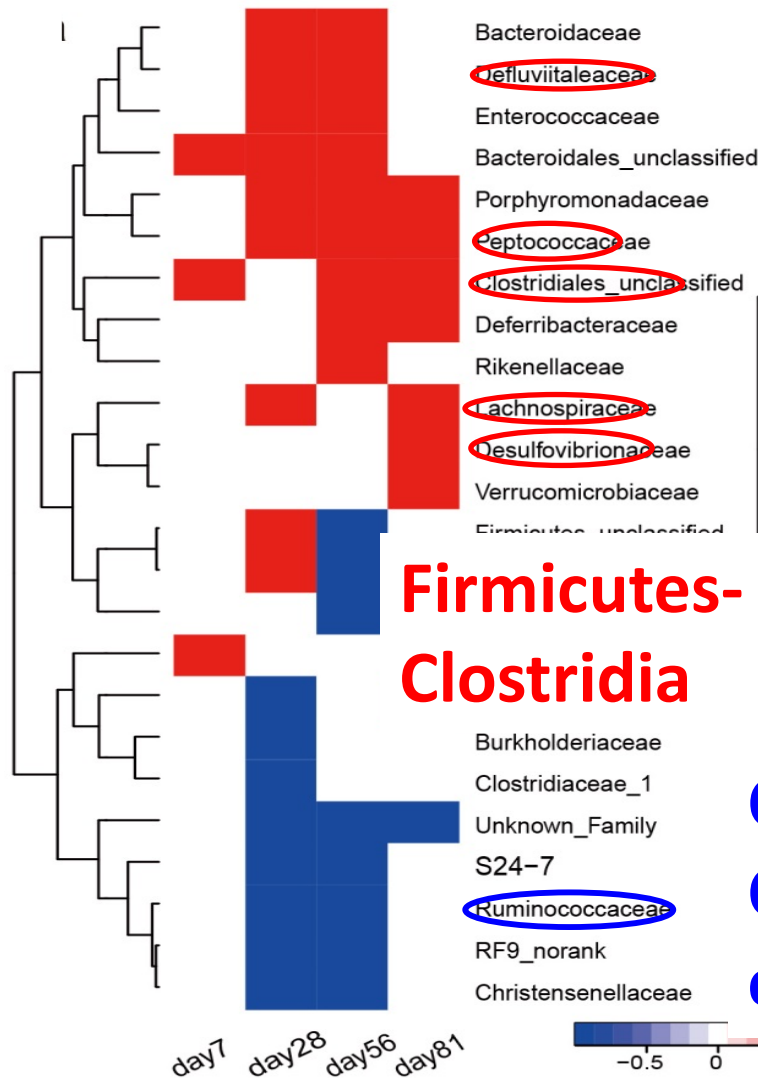 Bacteroidaceae
Defluviitaleaceae
Enterococcaceae
Bacteroidales_unclassified
Porphyromonadaceae
Peptococcaceae
Clostridiales_unclassified
Deferribacteraceae
Rikenellaceae
Lachnospiraceae
Desulfovibrionaceae
Verrucomicrobiaceae
Firmicutes_unclassified
Firmicutes-
Clostridia
Burkholderiaceae
Clostridiaceae_1
Unknown_Family
S24−7
Ruminococcaceae
RF9_norank
Christensenellaceae
day7 day28 day56 day81
−0.5 0